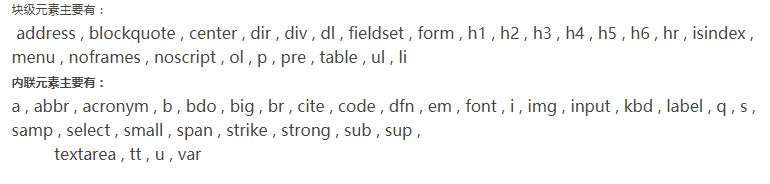 块级元素主要有：
address , blockquote , center , dir , div , dl , fieldset , form , h1 , h2 , h3 , h4 , h5 , h6 , hr , isindex ,
menu , noframes , noscript , ol , p , pre , table , ul , li
内联元素主要有：
a , abbr , acronym , b , bdo , big , br , cite , code , dfn , em , font , i , img , input , kbd , label , q , s ,
samp , select , small , span , strike , strong , sub , sup ,
textarea , tt , u , var